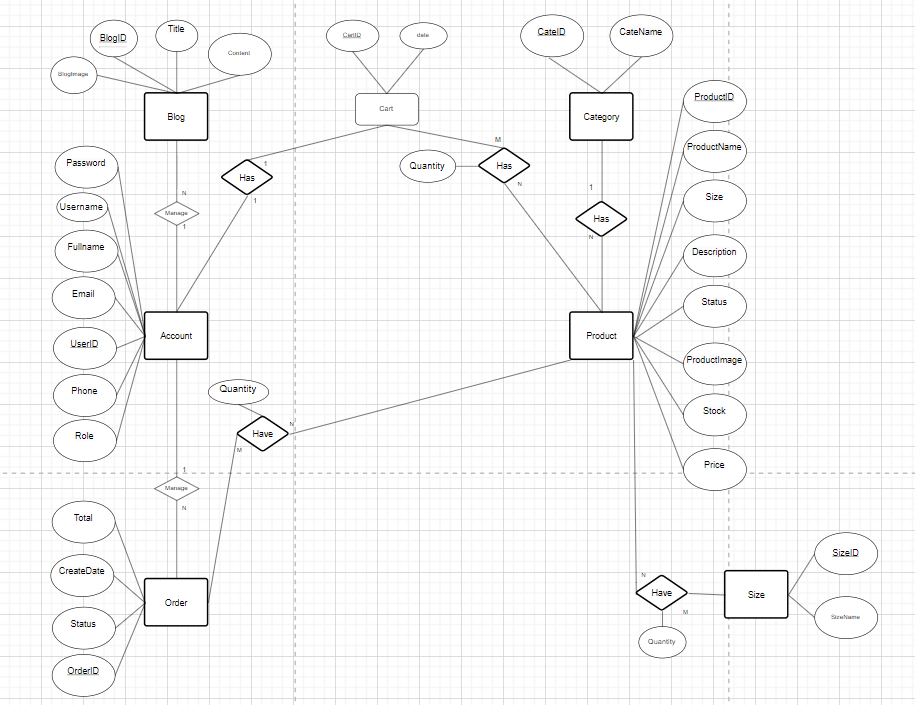 BlogID
Title
Content
BlogImage
Blog
CartID
date
Cart
CateID
CateName
Category
ProductID
ProductName
Size
Description
Status
ProductImage
Stock
Price
Password
Username
Fullname
Email
UserID
Phone
Role
N
Manage
1
1
Has
1
Quantity
M
Has
N
1
Has
N
Account
Product
Quantity
N
Have
M
1
Manage
N
Total
CreateDate
Status
OrderID
Order
N
Have
M
Quantity
Size
SizeID
SizeName